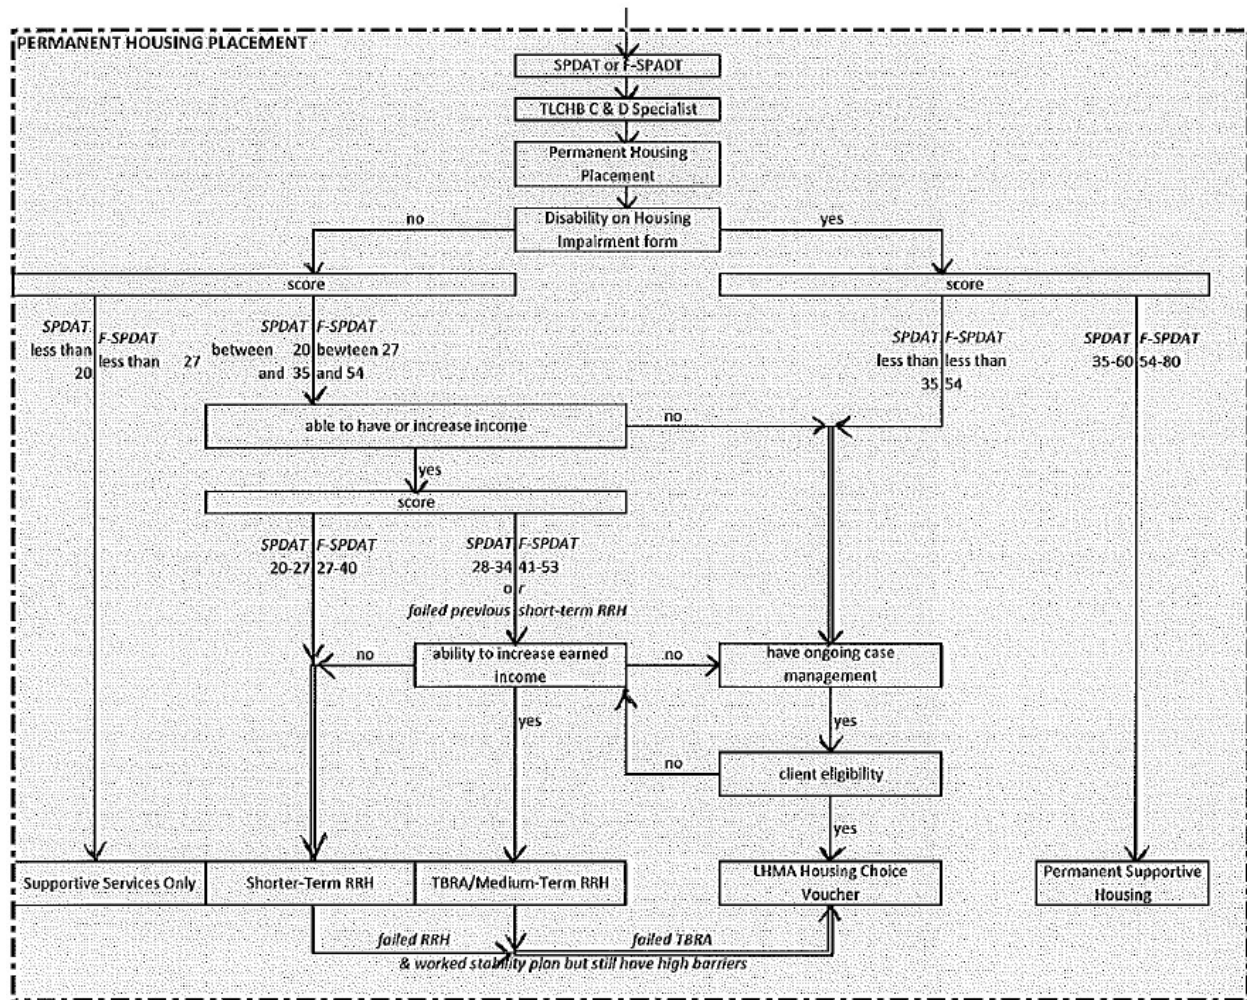 PERMANENT HOUSING PLACEMENT
SPDAT or F-SPADT
TLCHB C & D Specialist
Permanent Housing
Placement
Disability on Housing
Impairment form
no
yes
score
score
SPDAT
less than
20
F-SPDAT
less than 27
SPDAT
between 20
and 35
F-SPDAT
bewteen 27
and 54
SPDAT
less than
35
F-SPDAT
less than
54
SPDAT
35-60
F-SPDAT
54-80
able to have or increase income
no
yes
score
SPDAT
20-27
F-SPDAT
27-40
SPDAT
28-34
F-SPDAT
41-53
or
failed previous short-term RRH
no
ability to increase earned
income
no
have ongoing case
management
yes
yes
no
client eligibility
yes
Supportive Services Only
Shorter-Term RRH
TBRA/Medium-Term RRH
LHMA Housing Choice
Voucher
Permanent Supportive
Housing
failed RRH
failed TBRA
& worked stability plan but still have high barriers